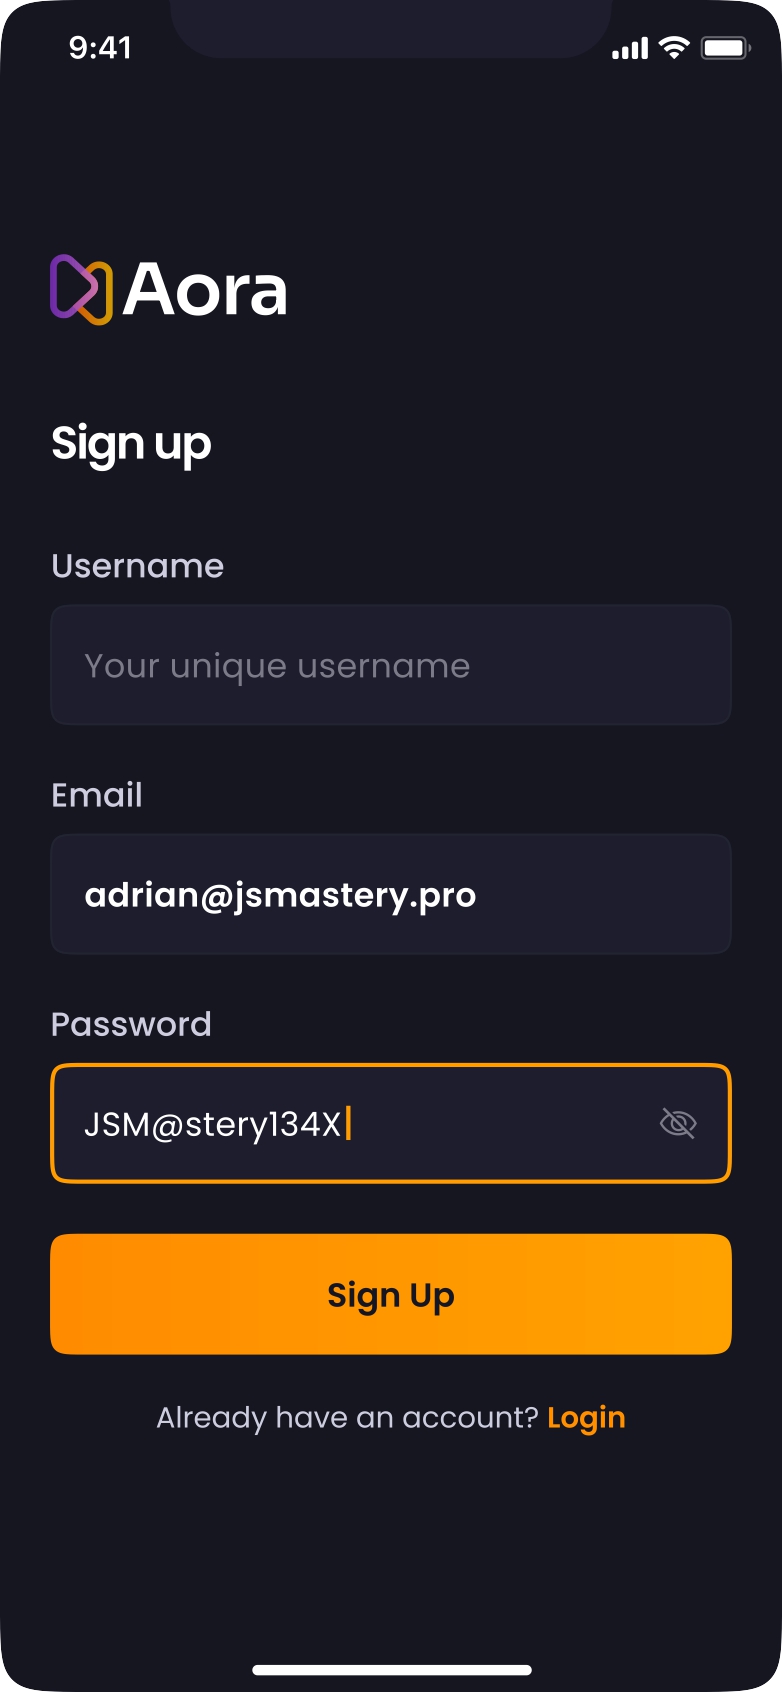 9:41
Aora
Sign up
Username
Your unique username
Email
adrian@jsmastery.pro
Password
JSM@stery134X
Sign Up
Already have an account? Login